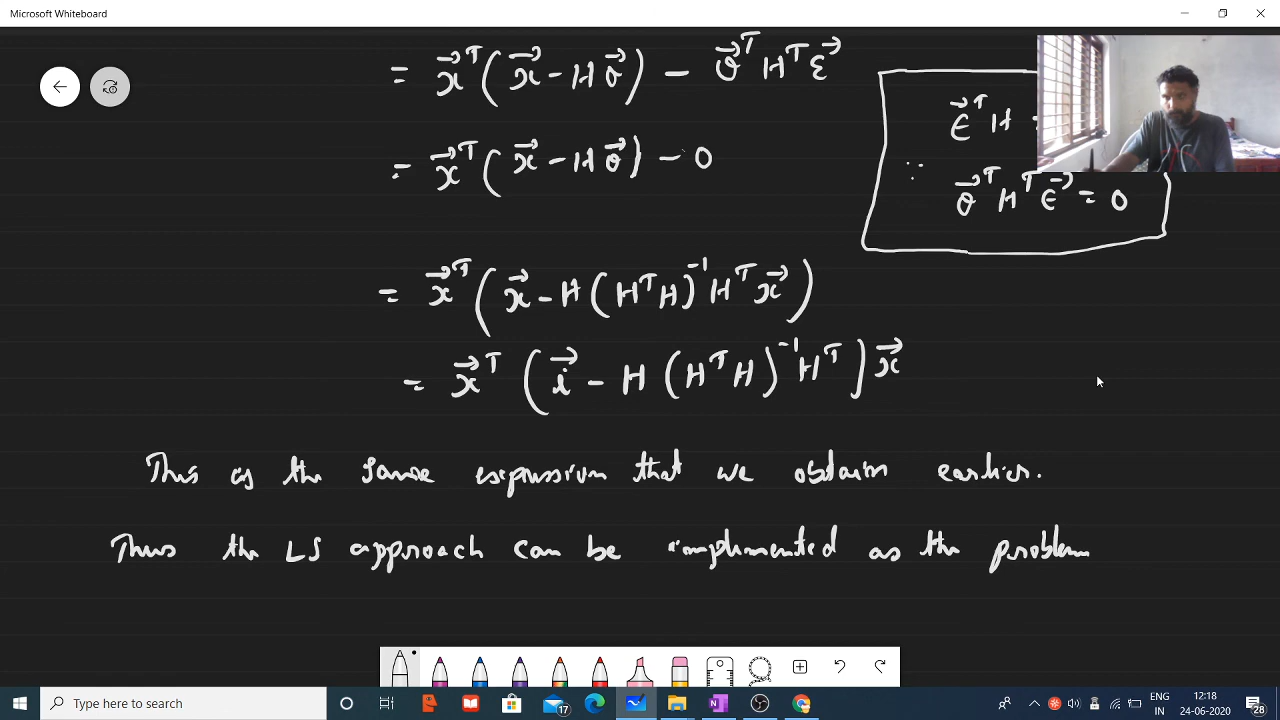 Microsoft Whiteboard
= x⃗ᵀ(x⃗ - Hθ⃗) - θ⃗ᵀHᵀε⃗
ε⃗ᵀH =
= x⃗ᵀ(x⃗ - Hθ⃗) - 0
∵ θ⃗ᵀHᵀε⃗ = 0
= x⃗ᵀ(x⃗ - H(HᵀH)⁻¹Hᵀx⃗)
= x⃗ᵀ(i⃗ - H(HᵀH)⁻¹Hᵀ)x⃗
This is the same expression that we obtain earlier.
Thus the LS approach can be implemented as the problem
Type here to search
17
ENG
IN
12:18
24-06-2020
28